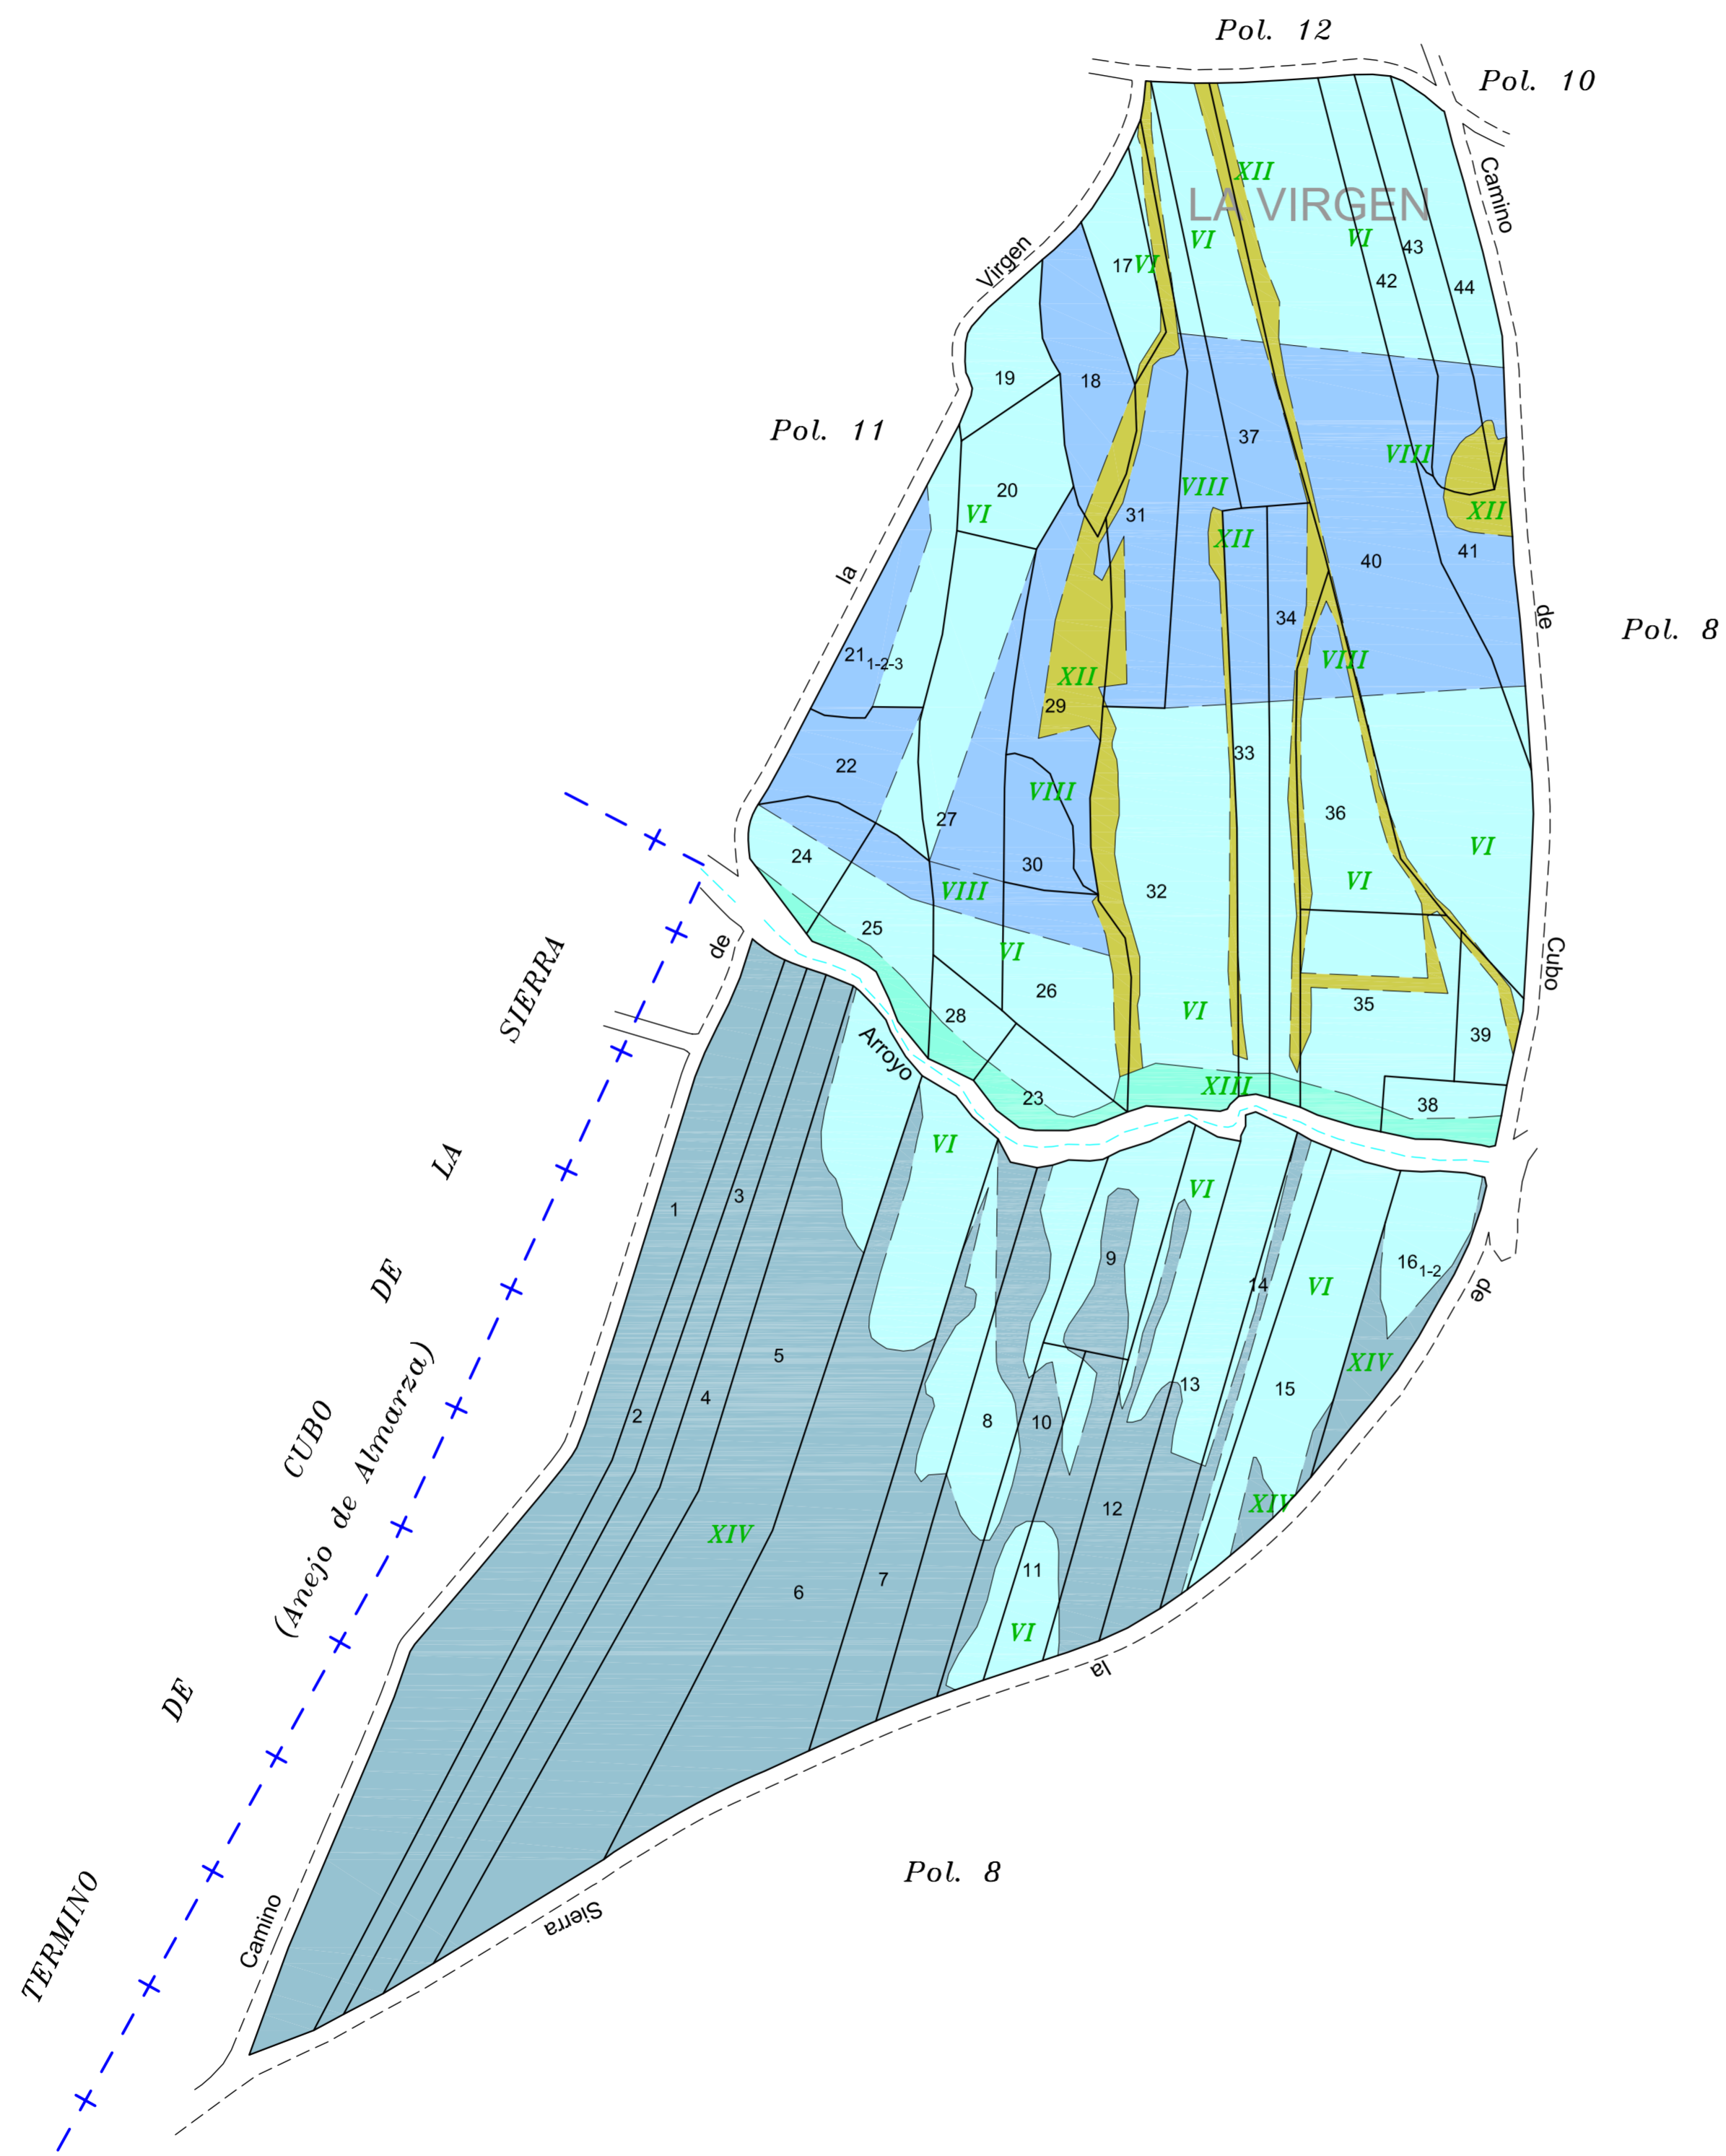 Pol. 12
Pol. 10
Camino
XII
LA VIRGEN
VI
VI
43
Virgen
17
VI
42
44
19
18
Pol. 11
37
VIII
20
VIII
VI
31
XII
XII
41
40
la
34
de
Pol. 8
21 1-2-3
VIII
XII
29
33
22
VIII
36
27
VI
24
30
VI
32
VIII
25
de
VI
Cubo
26
35
VI
28
39
SIERRA
Arroyo
XIII
23
38
VI
LA
VI
3
1
9
16 1-2
DE
14
VI
de
5
XIV
4
13
15
2
8
10
CUBO
(Anejo de Almarza)
XIV
12
XIV
11
7
6
VI
la
DE
Pol. 8
Sierra
Camino
TERMINO